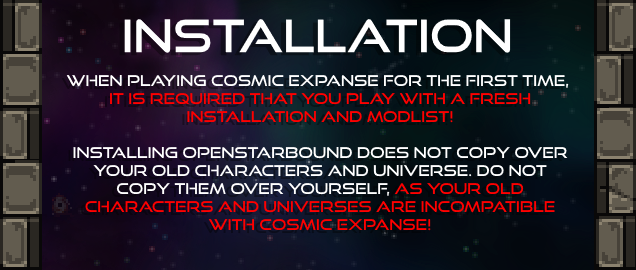 INSTALLATION
WHEN PLAYING COSMIC EXPANSE FOR THE FIRST TIME,
IT IS REQUIRED THAT YOU PLAY WITH A FRESH
INSTALLATION AND MODLIST!
INSTALLING OPENSTARBOUND DOES NOT COPY OVER
YOUR OLD CHARACTERS AND UNIVERSE. DO NOT
COPY THEM OVER YOURSELF, AS YOUR OLD
CHARACTERS AND UNIVERSES ARE INCOMPATIBLE
WITH COSMIC EXPANSE!